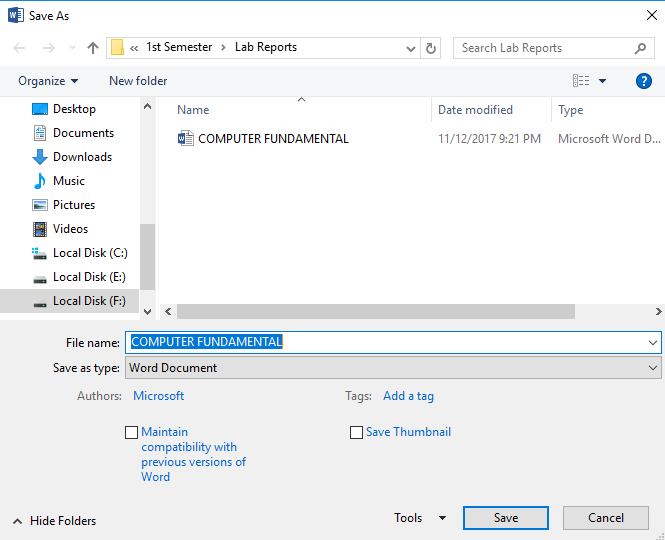 Save As
« 1st Semester > Lab Reports
Search Lab Reports
Organize New folder
?
Name Date modified Type
Desktop
Documents
Downloads
Music
Pictures
Videos
Local Disk (C:)
Local Disk (E:)
Local Disk (F:)
COMPUTER FUNDAMENTAL 11/12/2017 9:21 PM Microsoft Word D...
File name: COMPUTER FUNDAMENTAL
Save as type: Word Document
Authors: Microsoft Tags: Add a tag
Maintain
compatibility with
previous versions of
Word
Save Thumbnail
Hide Folders Tools Save Cancel